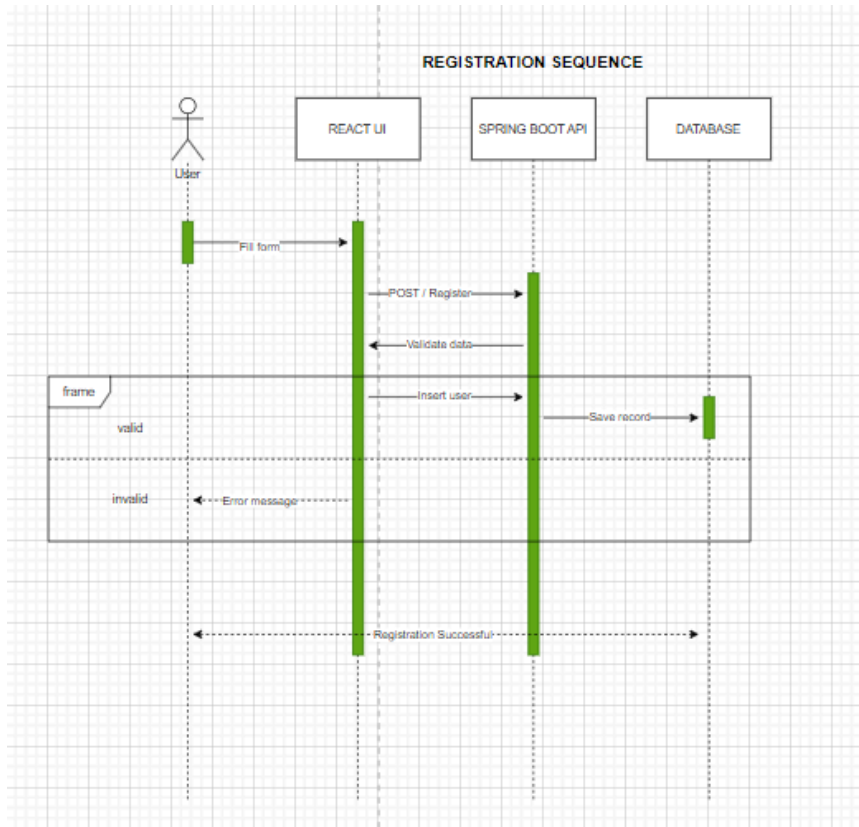 REGISTRATION SEQUENCE
REACT UI
SPRING BOOT API
DATABASE
User
Fill form
POST / Register
Validate data
frame
Insert user
valid
Save record
invalid
Error message
Registration Successful